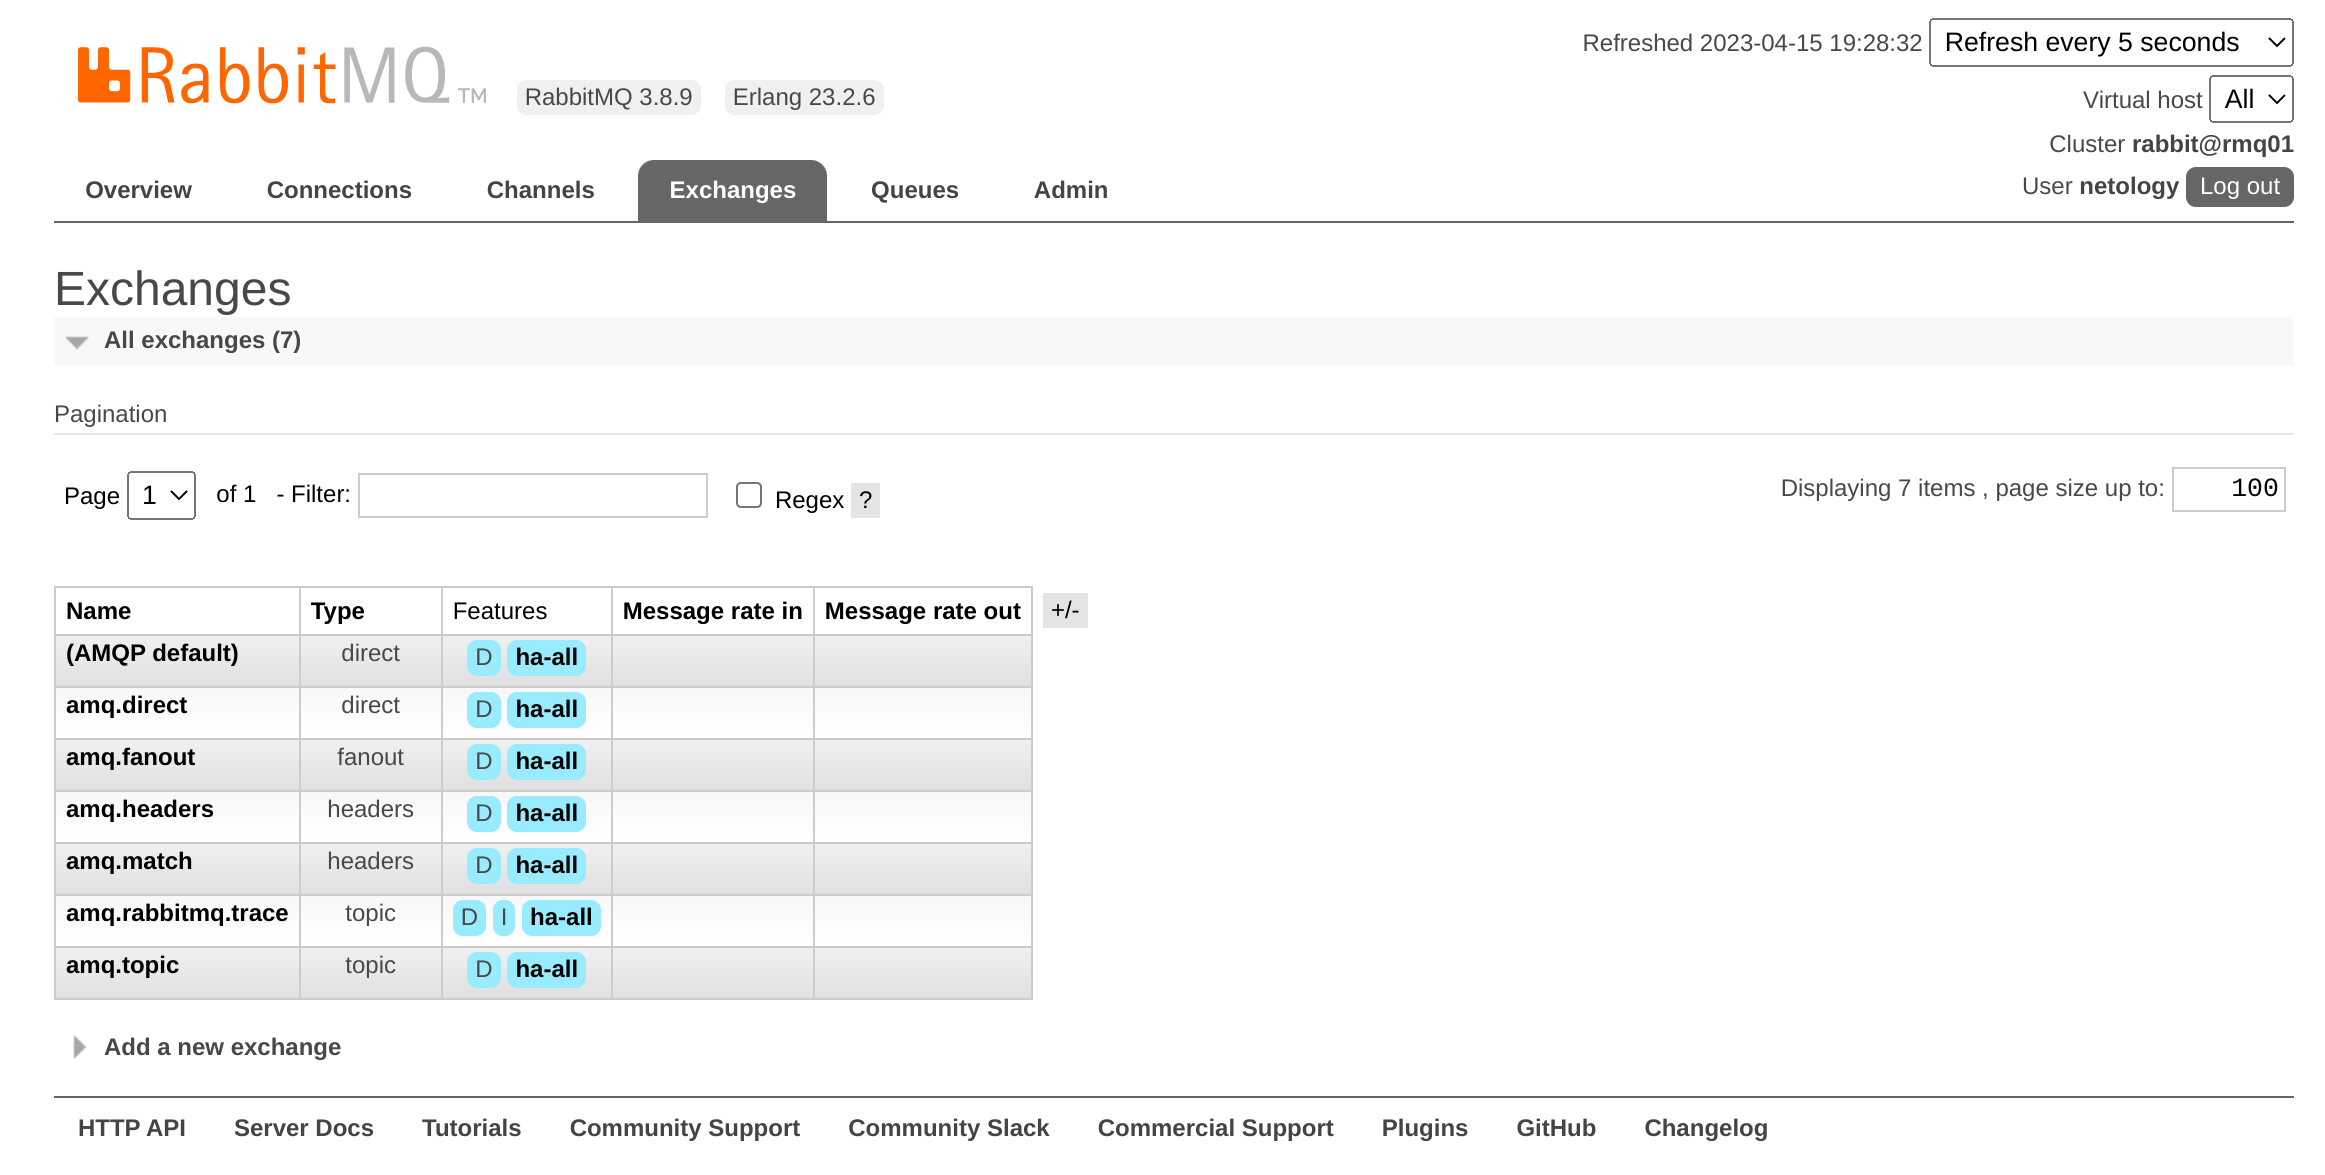 Refreshed 2023-04-15 19:28:32 Refresh every 5 seconds
RabbitMQ TM RabbitMQ 3.8.9 Erlang 23.2.6
Virtual host All
Cluster rabbit@rmq01
User netology Log out
Overview Connections Channels Exchanges Queues Admin
Exchanges
All exchanges (7)
Pagination
Page 1 of 1 - Filter: Regex ? Displaying 7 items , page size up to: 100
Name Type Features Message rate in Message rate out +/-
(AMQP default) direct D ha-all
amq.direct direct D ha-all
amq.fanout fanout D ha-all
amq.headers headers D ha-all
amq.match headers D ha-all
amq.rabbitmq.trace topic D I ha-all
amq.topic topic D ha-all
Add a new exchange
HTTP API Server Docs Tutorials Community Support Community Slack Commercial Support Plugins GitHub Changelog